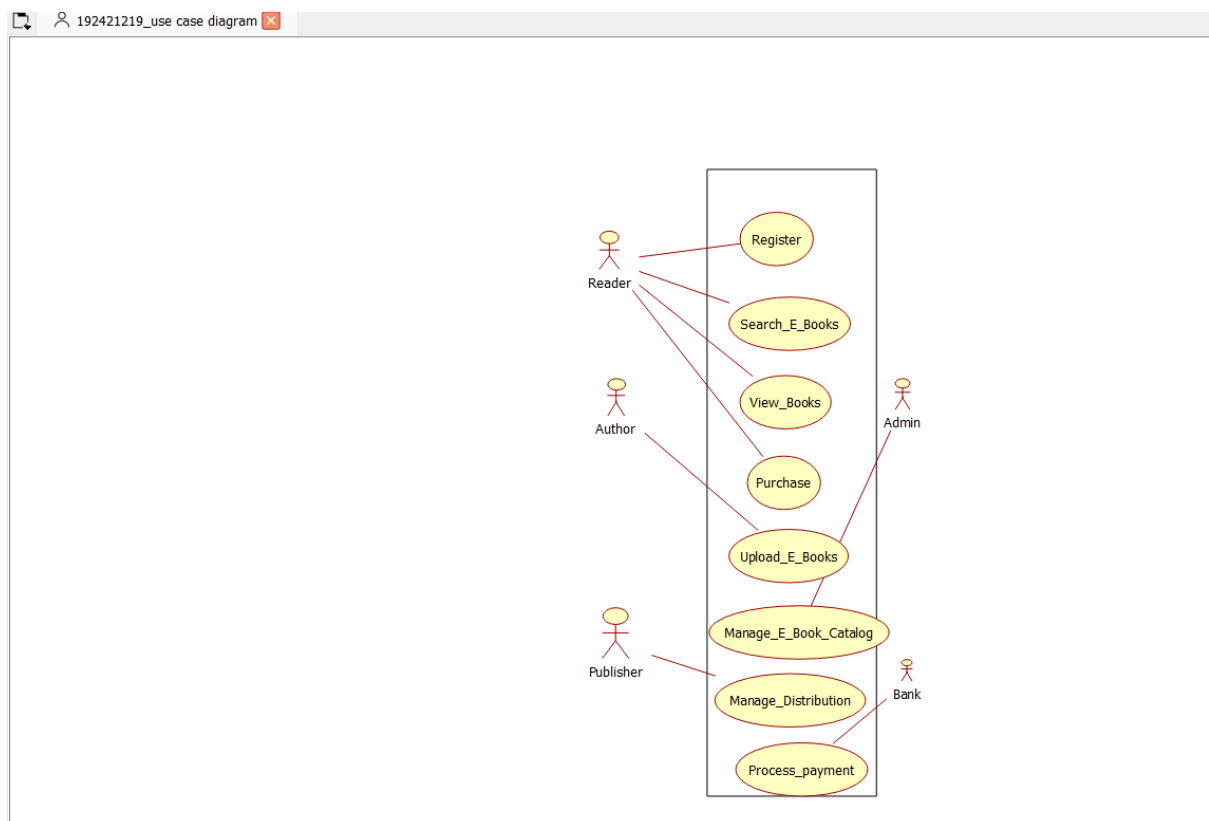 192421219_use case diagram
Register
Reader
Search_E_Books
View_Books
Author
Admin
Purchase
Upload_E_Books
Manage_E_Book_Catalog
Publisher
Bank
Manage_Distribution
Process_payment